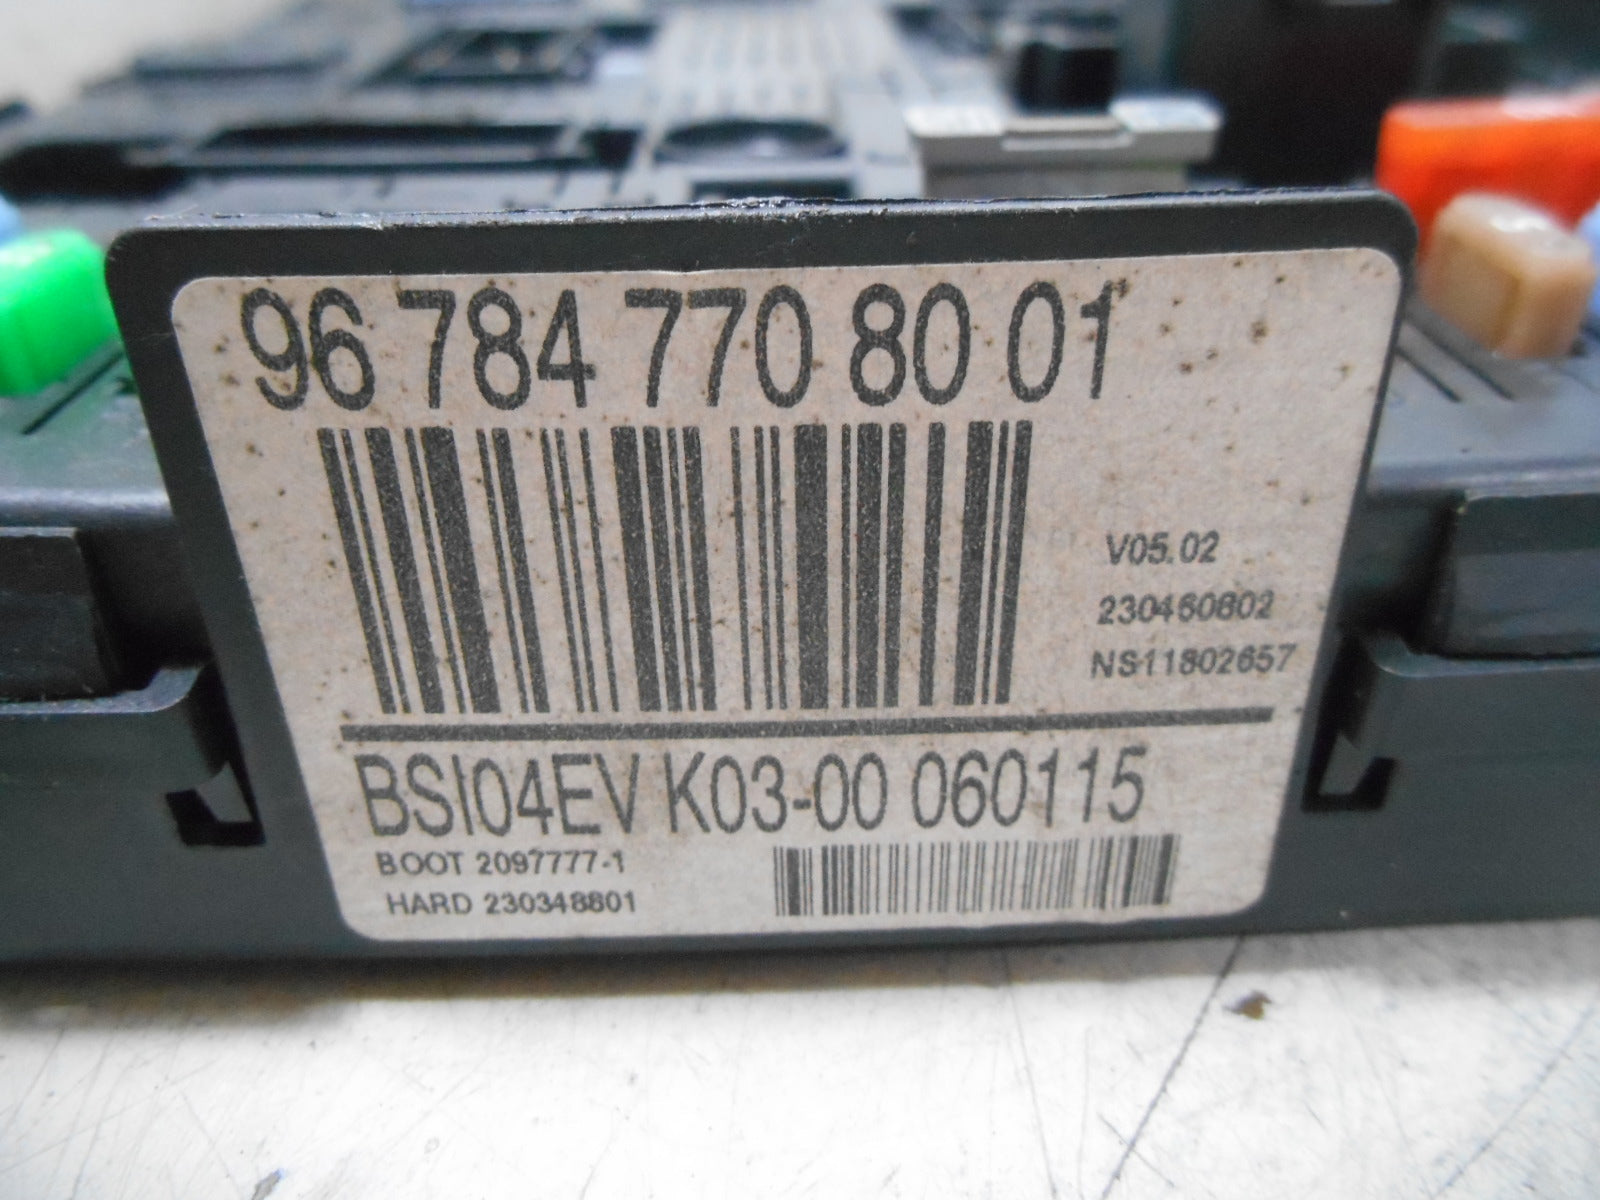 96 784 770 80 01
V05.02
230460802
NS11802657
BSI04EV K03-00 060115
BOOT 2097777-1
HARD 230348801